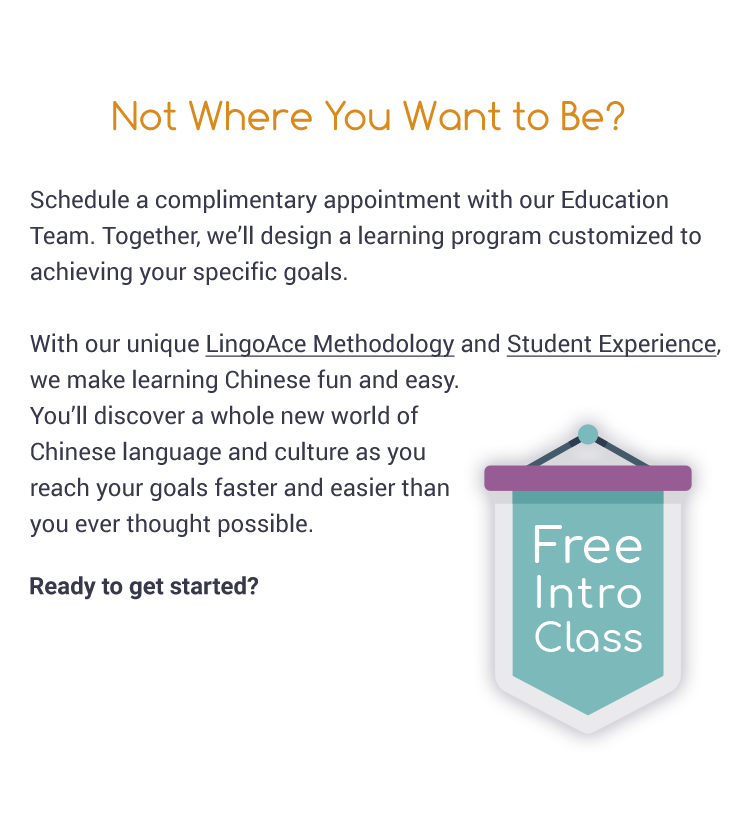 Not Where You Want to Be?
Schedule a complimentary appointment with our Education
Team. Together, we’ll design a learning program customized to
achieving your specific goals.
With our unique LingoAce Methodology and Student Experience,
we make learning Chinese fun and easy.
You’ll discover a whole new world of
Chinese language and culture as you
reach your goals faster and easier than
you ever thought possible.
Ready to get started?
Free
Intro
Class